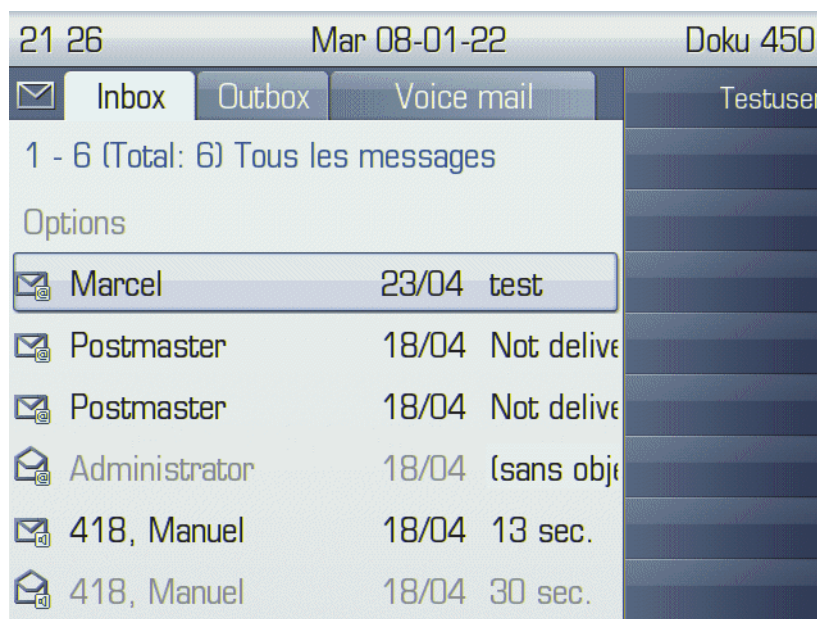 21 26 Mar 08-01-22 Doku 450
Inbox Outbox Voice mail Testuser
1 - 6 (Total: 6) Tous les messages
Options
Marcel 23/04 test
Postmaster 18/04 Not delive
Postmaster 18/04 Not delive
Administrator 18/04 (sans obje
418, Manuel 18/04 13 sec.
418, Manuel 18/04 30 sec.